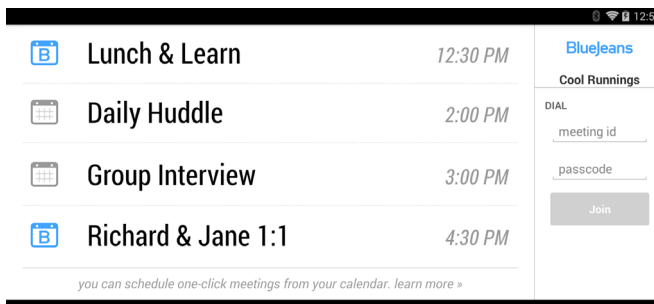 12:5
Lunch & Learn 12:30 PM
Daily Huddle 2:00 PM
Group Interview 3:00 PM
Richard & Jane 1:1 4:30 PM
you can schedule one-click meetings from your calendar. learn more »
BlueJeans
Cool Runnings
DIAL
meeting id
passcode
Join